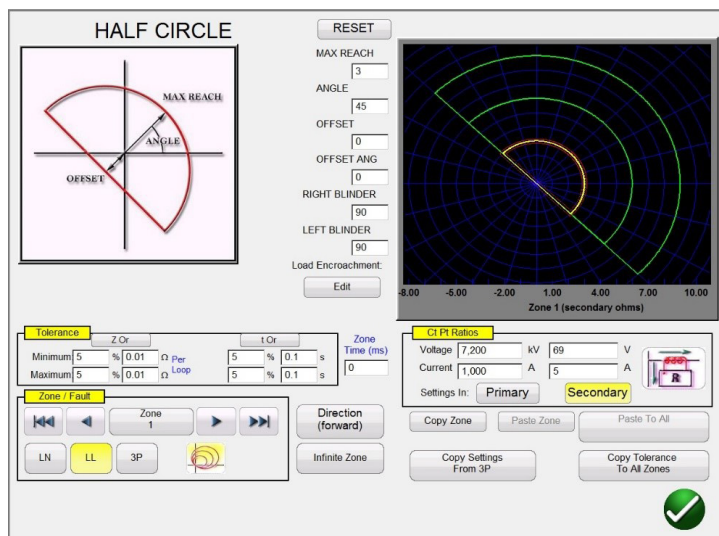 HALF CIRCLE
MAX REACH
ANGLE
OFFSET
RESET
MAX REACH
3
ANGLE
45
OFFSET
0
OFFSET ANG
0
RIGHT BLINDER
90
LEFT BLINDER
90
Load Encroachment:
Edit
-8.00 -5.00 -2.00 1.00 4.00 7.00 10.00
Zone 1 (secondary ohms)
Tolerance
Z Or t Or
Minimum 5 % 0.01 Ω 5 % 0.1 s
Per Loop
Maximum 5 % 0.01 Ω 5 % 0.1 s
Zone
Time (ms)
0
Ct Pt Ratios
Voltage 7,200 kV 69 V
Current 1,000 A 5 A
Settings In: Primary Secondary
R
Zone / Fault
Zone
1
LN LL 3P
Direction
(forward)
Infinite Zone
Copy Zone Paste Zone Paste To All
Copy Settings
From 3P
Copy Tolerance
To All Zones